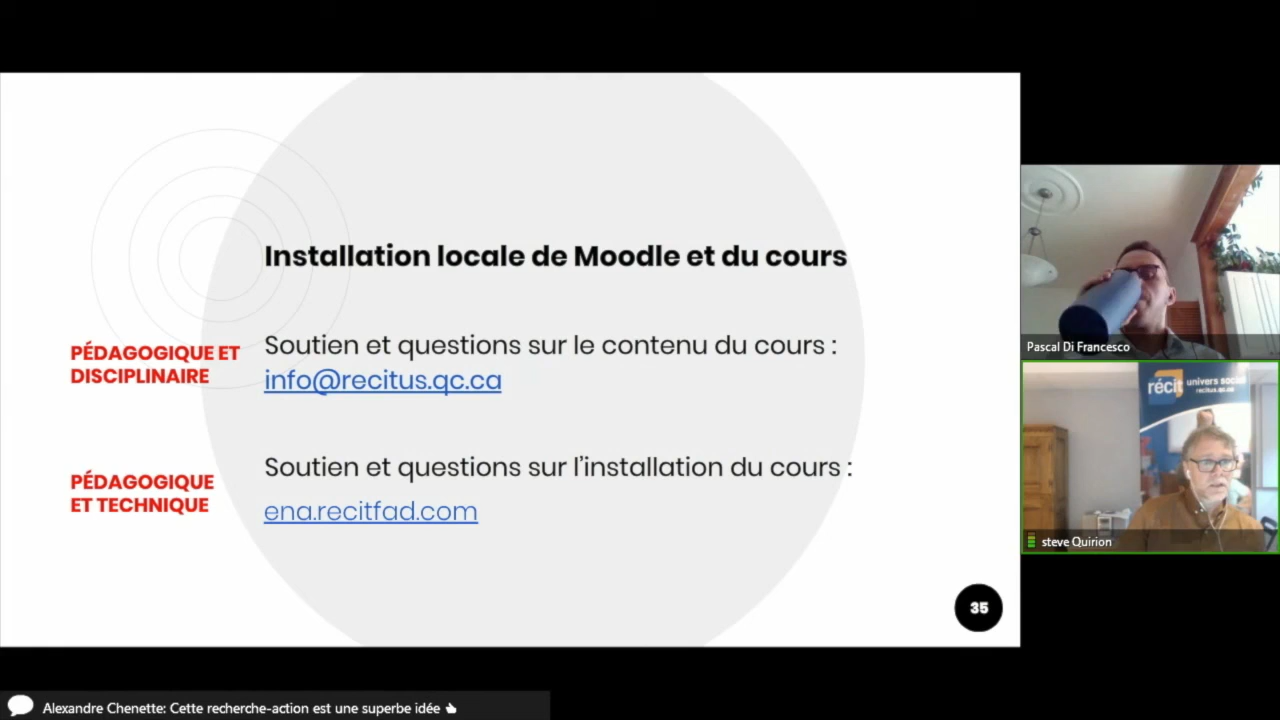 Installation locale de Moodle et du cours
PÉDAGOGIQUE ET
DISCIPLINAIRE
Soutien et questions sur le contenu du cours :
info@recitus.qc.ca
PÉDAGOGIQUE
ET TECHNIQUE
Soutien et questions sur l'installation du cours :
ena.recitfad.com
35
Pascal Di Francesco
récit univers social
recitus.qc.ca
steve Quirion
Alexandre Chenette: Cette recherche-action est une superbe idée